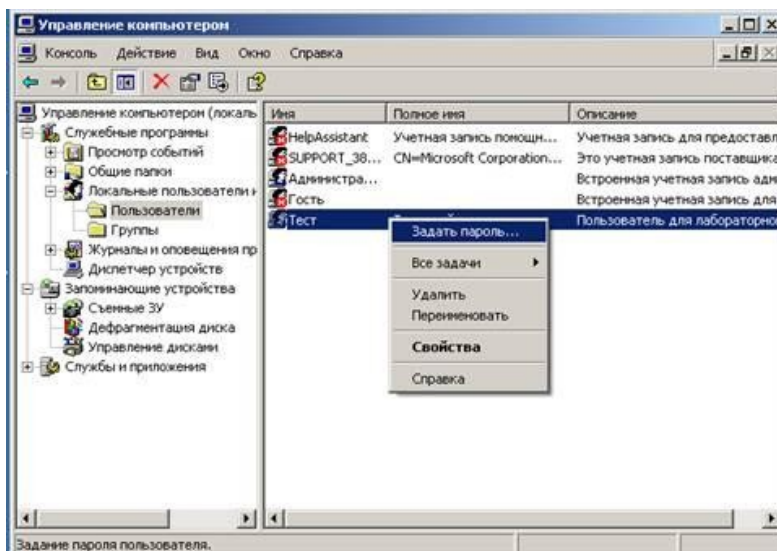 Управление компьютером
Консоль Действие Вид Окно Справка
Управление компьютером (локаль
Служебные программы
Просмотр событий
Общие папки
Локальные пользователи и
Пользователи
Группы
Журналы и оповещения пр
Диспетчер устройств
Запоминающие устройства
Съемные ЗУ
Дефрагментация диска
Управление дисками
Службы и приложения
Имя Полное имя Описание
HelpAssistant Учетная запись помощн... Учетная запись для предоставл
SUPPORT_38... CN=Microsoft Corporation... Это учетная запись поставщика
Администра... Встроенная учетная запись адм
Гость Встроенная учетная запись для
Тест Пользователь для лабораторно
Задать пароль...
Все задачи
Удалить
Переименовать
Свойства
Справка
Задание пароля пользователя.